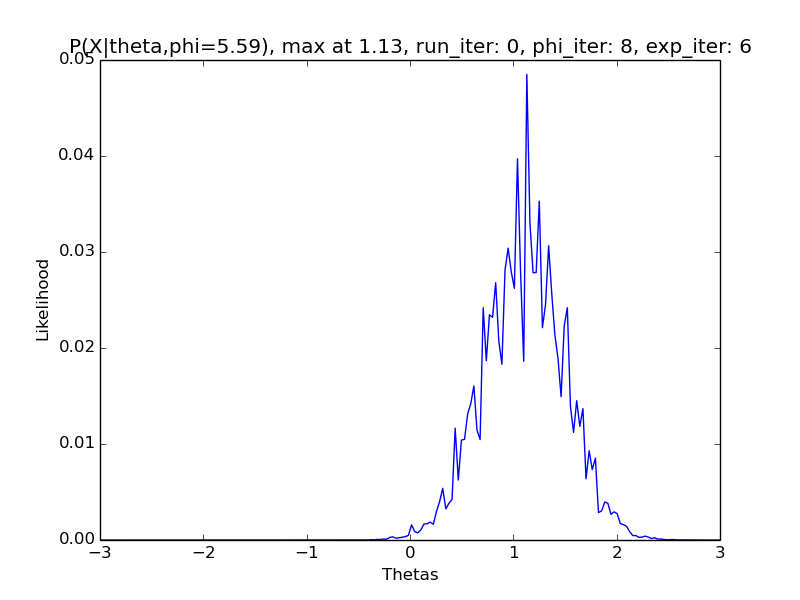 P(X|theta,phi=5.59), max at 1.13, run_iter: 0, phi_iter: 8, exp_iter: 6
0.05
0.04
0.03
0.02
0.01
0.00
Likelihood
−3 −2 −1 0 1 2 3
Thetas